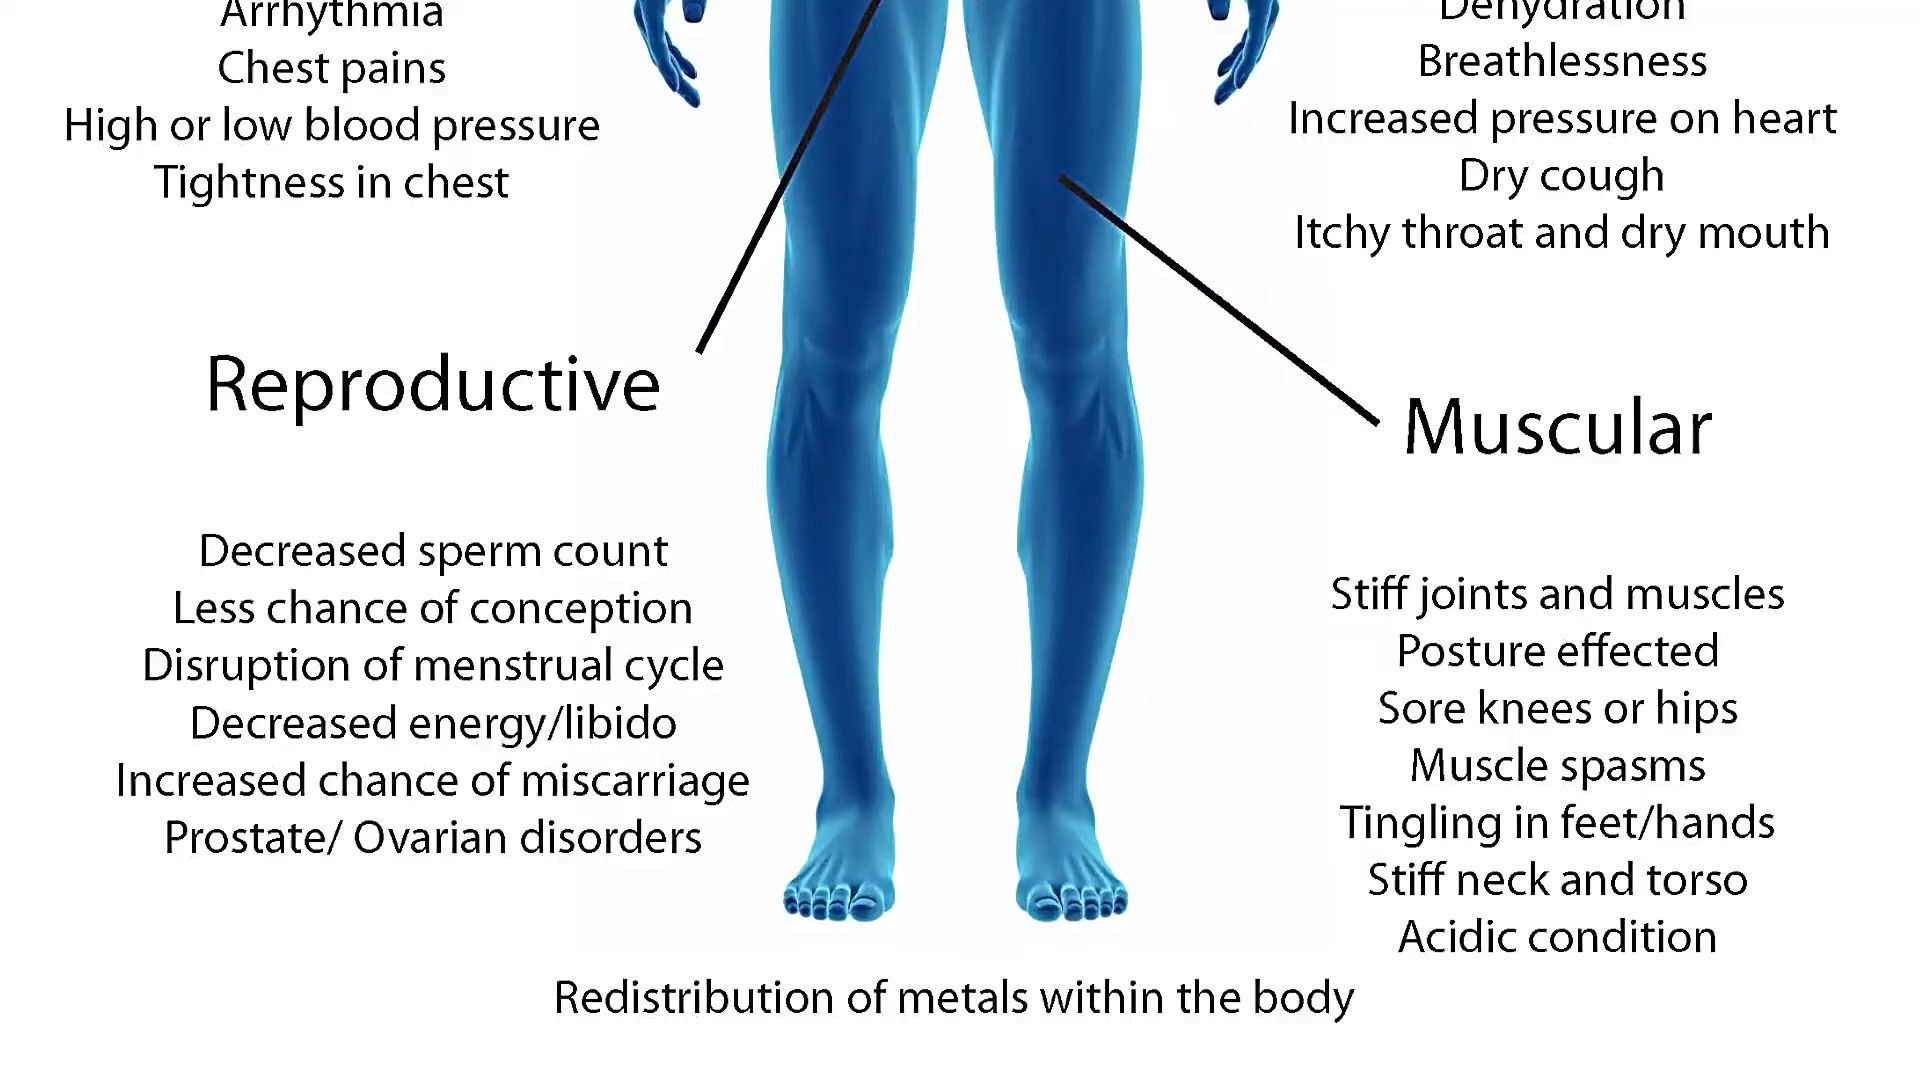 Arrhythmia
Chest pains
High or low blood pressure
Tightness in chest
Dehydration
Breathlessness
Increased pressure on heart
Dry cough
Itchy throat and dry mouth
Reproductive
Decreased sperm count
Less chance of conception
Disruption of menstrual cycle
Decreased energy/libido
Increased chance of miscarriage
Prostate/ Ovarian disorders
Muscular
Stiff joints and muscles
Posture effected
Sore knees or hips
Muscle spasms
Tingling in feet/hands
Stiff neck and torso
Acidic condition
Redistribution of metals within the body